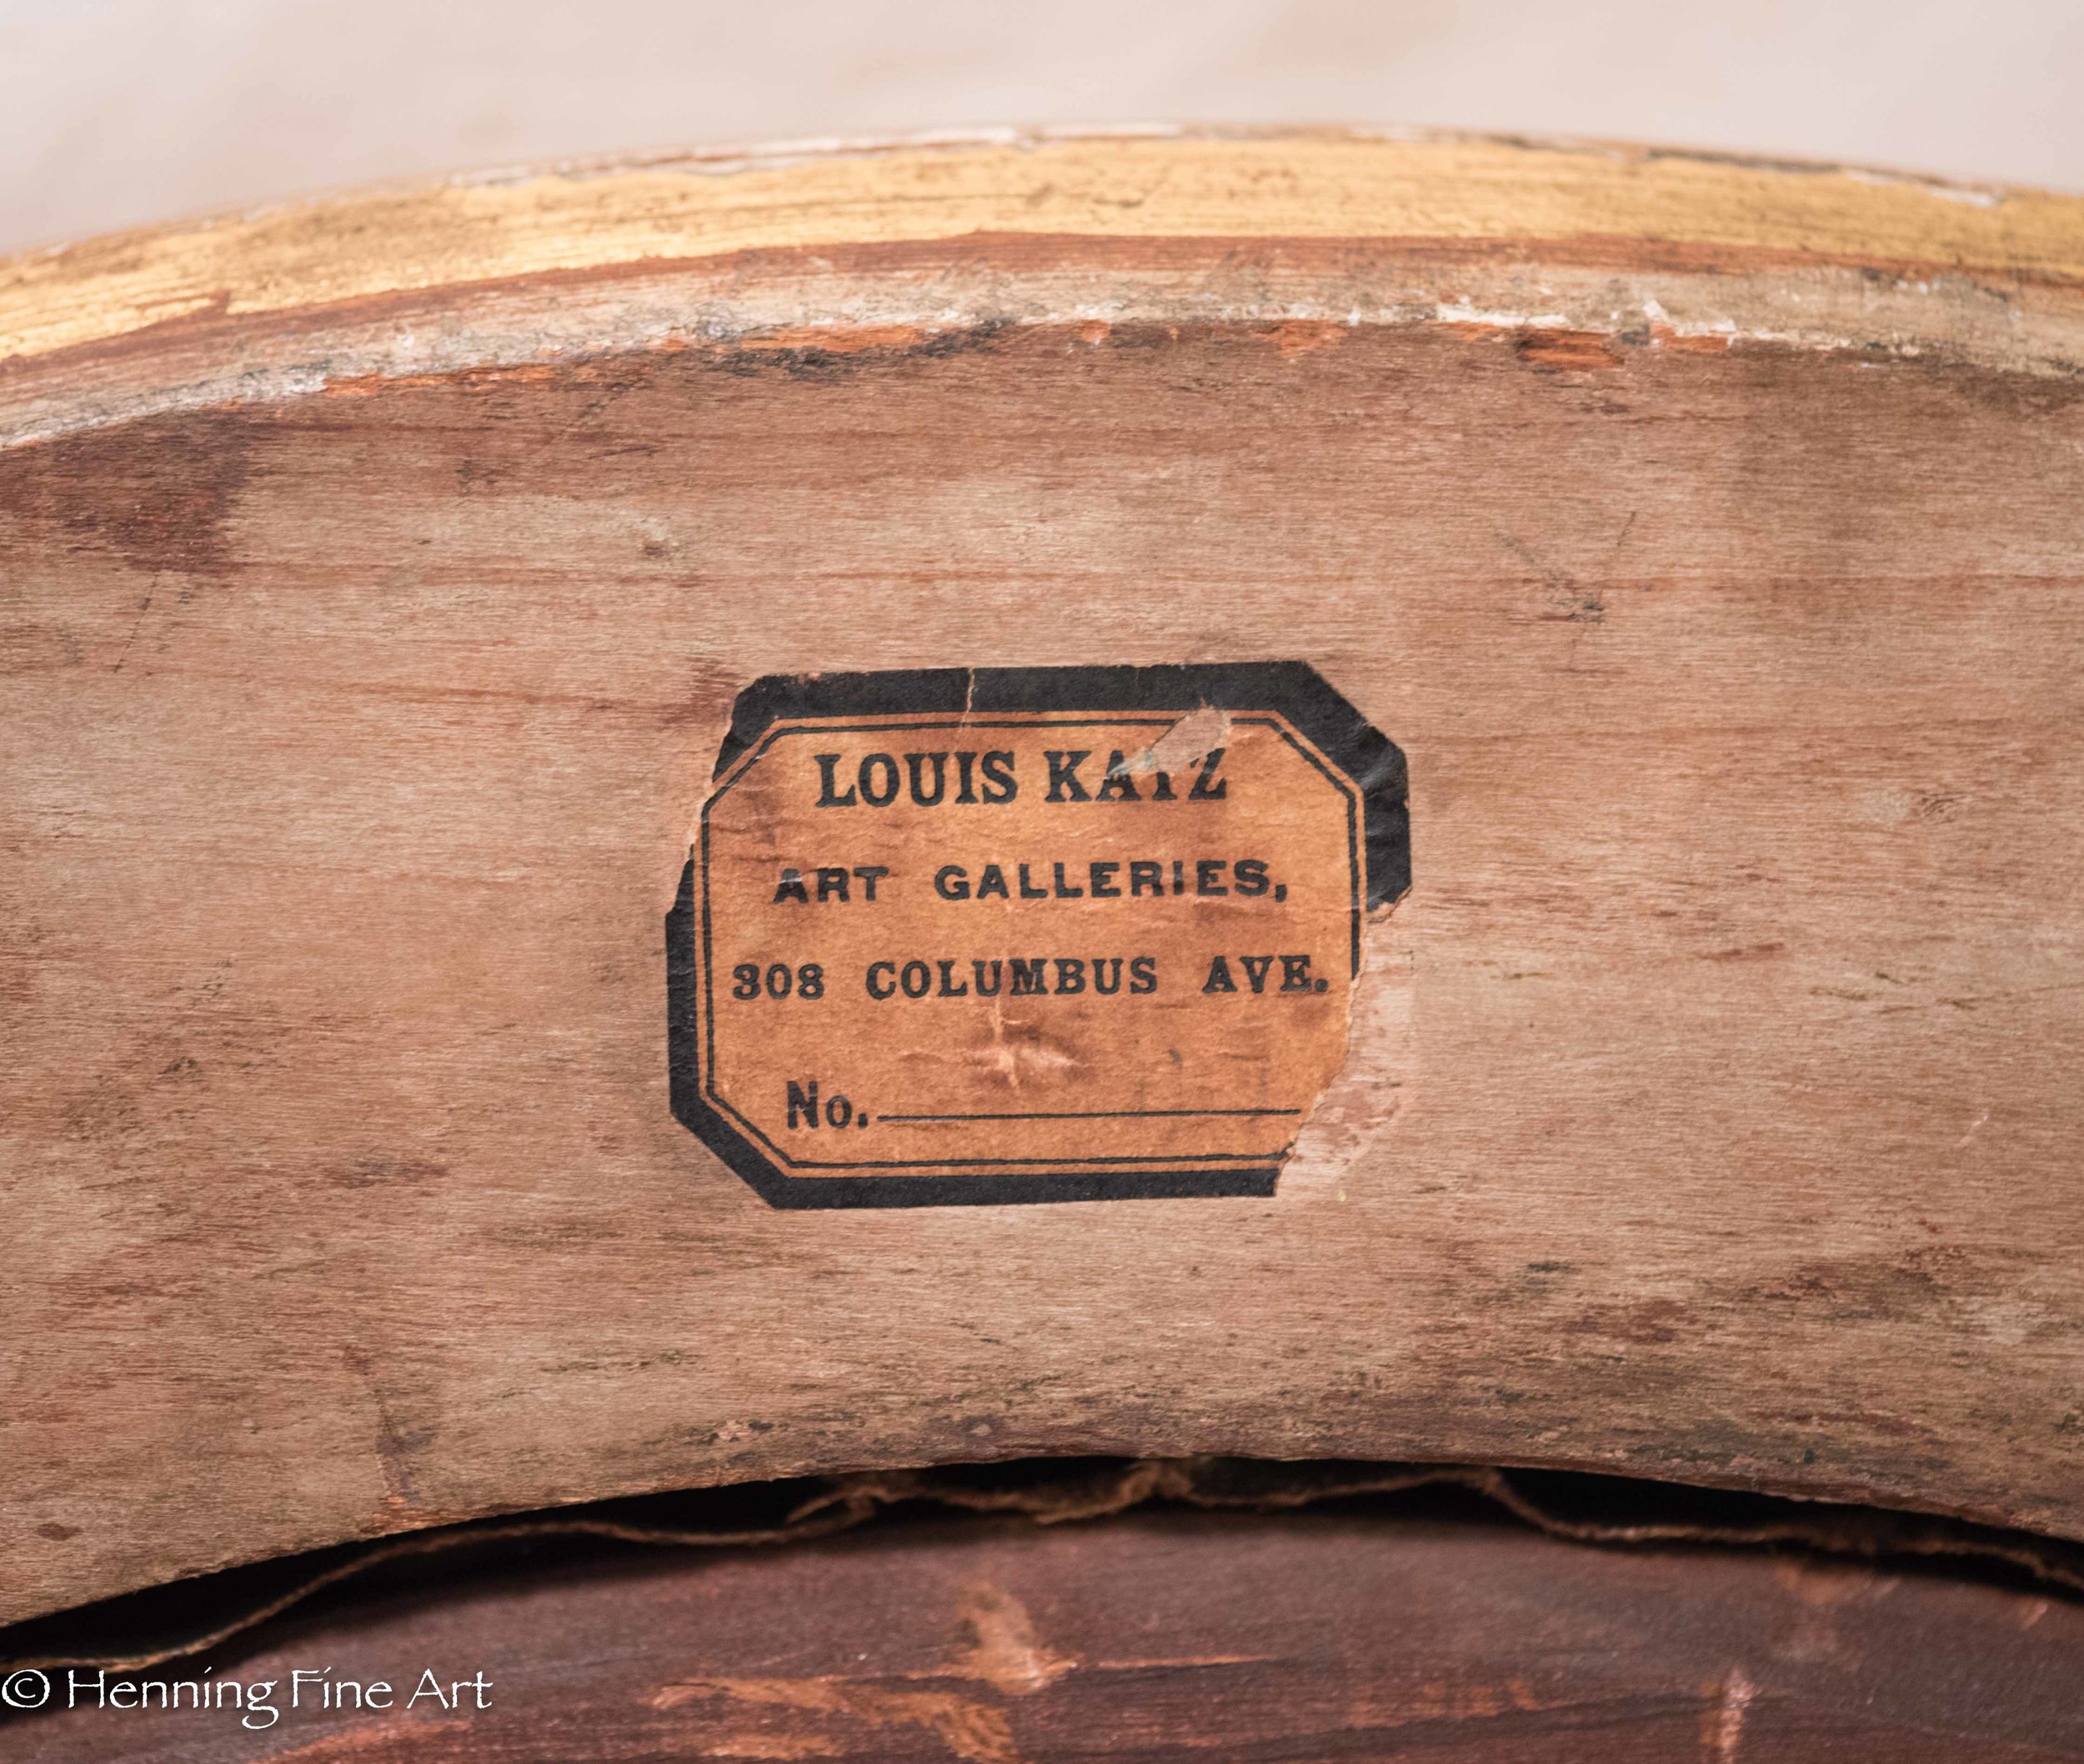 LOUIS KATZ
ART GALLERIES,
308 COLUMBUS AVE.
No.
© Henning Fine Art